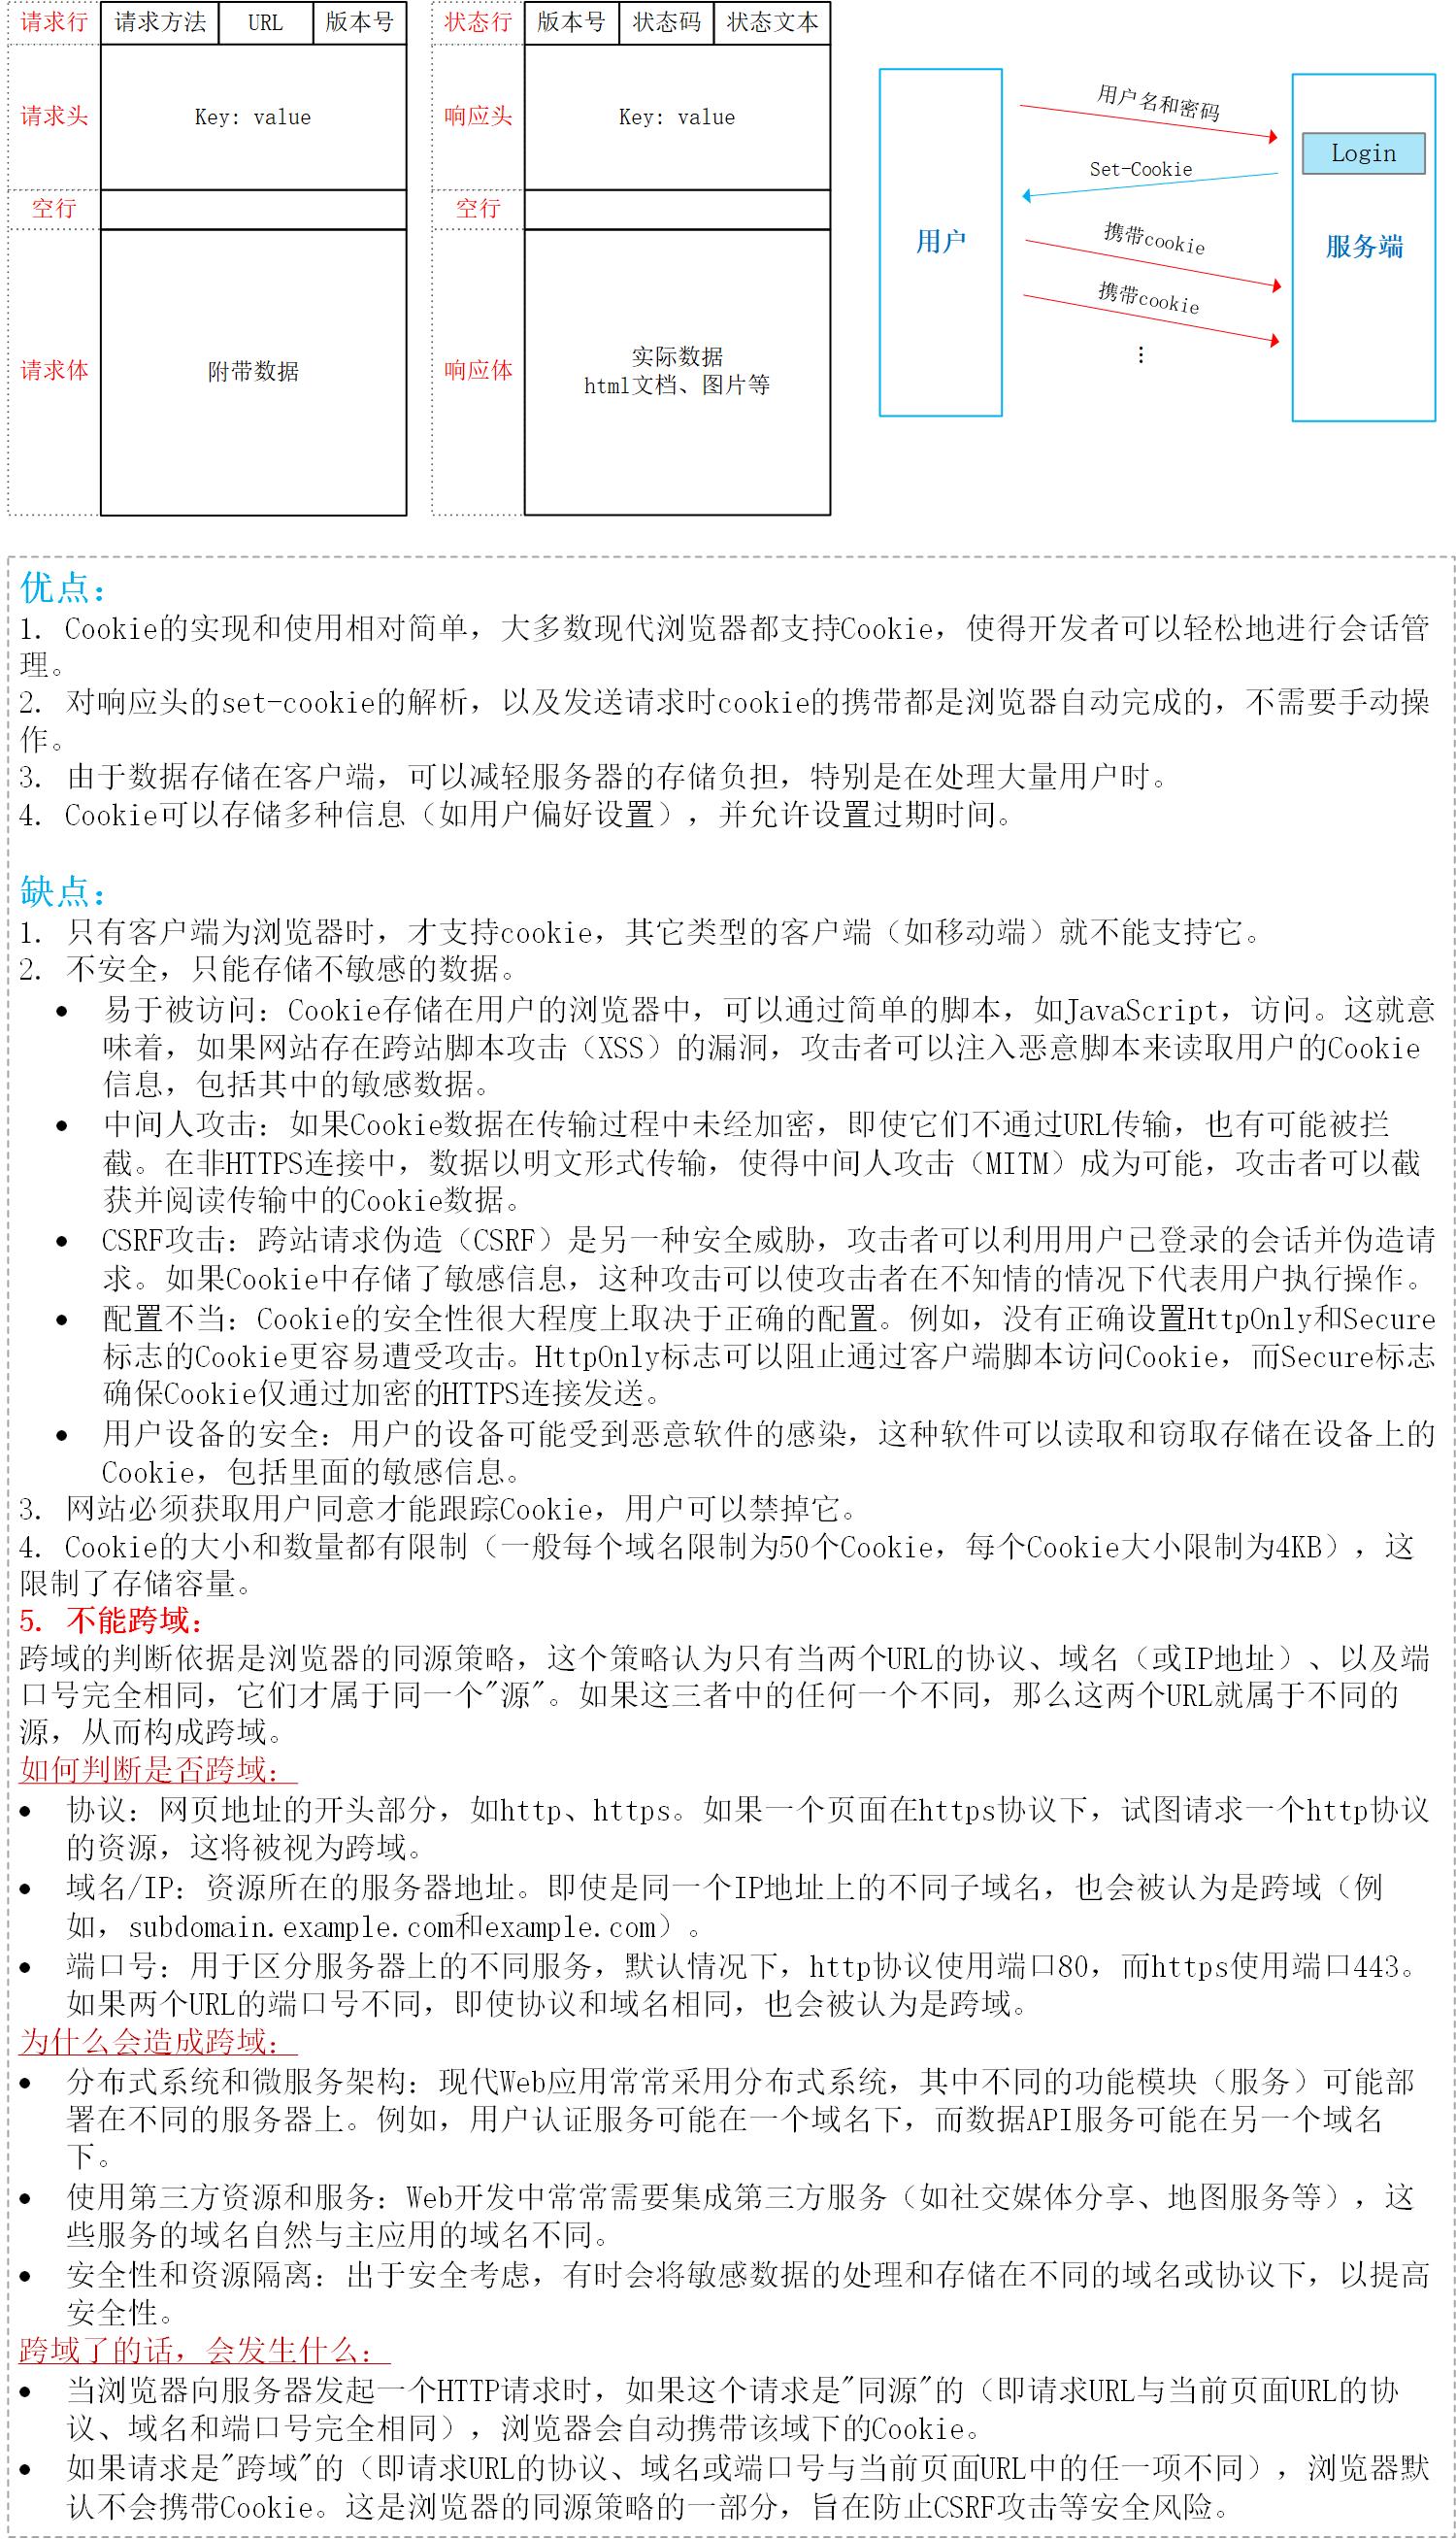 请求行 请求方法 URL 版本号
请求头 Key: value
空行
请求体 附带数据
状态行 版本号 状态码 状态文本
响应头 Key: value
空行
响应体 实际数据
html文档、图片等
用户
用户名和密码
Set-Cookie
携带cookie
携带cookie
⋮
Login
服务端
优点：
1. Cookie的实现和使用相对简单，大多数现代浏览器都支持Cookie，使得开发者可以轻松地进行会话管
理。
2. 对响应头的set-cookie的解析，以及发送请求时cookie的携带都是浏览器自动完成的，不需要手动操
作。
3. 由于数据存储在客户端，可以减轻服务器的存储负担，特别是在处理大量用户时。
4. Cookie可以存储多种信息（如用户偏好设置），并允许设置过期时间。
缺点：
1. 只有客户端为浏览器时，才支持cookie，其它类型的客户端（如移动端）就不能支持它。
2. 不安全，只能存储不敏感的数据。
• 易于被访问：Cookie存储在用户的浏览器中，可以通过简单的脚本，如JavaScript，访问。这就意
味着，如果网站存在跨站脚本攻击（XSS）的漏洞，攻击者可以注入恶意脚本来读取用户的Cookie
信息，包括其中的敏感数据。
• 中间人攻击：如果Cookie数据在传输过程中未经加密，即使它们不通过URL传输，也有可能被拦
截。在非HTTPS连接中，数据以明文形式传输，使得中间人攻击（MITM）成为可能，攻击者可以截
获并阅读传输中的Cookie数据。
• CSRF攻击：跨站请求伪造（CSRF）是另一种安全威胁，攻击者可以利用用户已登录的会话并伪造请
求。如果Cookie中存储了敏感信息，这种攻击可以使攻击者在不知情的情况下代表用户执行操作。
• 配置不当：Cookie的安全性很大程度上取决于正确的配置。例如，没有正确设置HttpOnly和Secure
标志的Cookie更容易遭受攻击。HttpOnly标志可以阻止通过客户端脚本访问Cookie，而Secure标志
确保Cookie仅通过加密的HTTPS连接发送。
• 用户设备的安全：用户的设备可能受到恶意软件的感染，这种软件可以读取和窃取存储在设备上的
Cookie，包括里面的敏感信息。
3. 网站必须获取用户同意才能跟踪Cookie，用户可以禁掉它。
4. Cookie的大小和数量都有限制（一般每个域名限制为50个Cookie，每个Cookie大小限制为4KB），这
限制了存储容量。
5. 不能跨域：
跨域的判断依据是浏览器的同源策略，这个策略认为只有当两个URL的协议、域名（或IP地址）、以及端
口号完全相同，它们才属于同一个"源"。如果这三者中的任何一个不同，那么这两个URL就属于不同的
源，从而构成跨域。
如何判断是否跨域：
• 协议：网页地址的开头部分，如http、https。如果一个页面在https协议下，试图请求一个http协议
的资源，这将被视为跨域。
• 域名/IP：资源所在的服务器地址。即使是同一个IP地址上的不同子域名，也会被认为是跨域（例
如，subdomain.example.com和example.com）。
• 端口号：用于区分服务器上的不同服务，默认情况下，http协议使用端口80，而https使用端口443。
如果两个URL的端口号不同，即使协议和域名相同，也会被认为是跨域。
为什么会造成跨域：
• 分布式系统和微服务架构：现代Web应用常常采用分布式系统，其中不同的功能模块（服务）可能部
署在不同的服务器上。例如，用户认证服务可能在一个域名下，而数据API服务可能在另一个域名
下。
• 使用第三方资源和服务：Web开发中常常需要集成第三方服务（如社交媒体分享、地图服务等），这
些服务的域名自然与主应用的域名不同。
• 安全性和资源隔离：出于安全考虑，有时会将敏感数据的处理和存储在不同的域名或协议下，以提高
安全性。
跨域了的话，会发生什么：
• 当浏览器向服务器发起一个HTTP请求时，如果这个请求是"同源"的（即请求URL与当前页面URL的协
议、域名和端口号完全相同），浏览器会自动携带该域下的Cookie。
• 如果请求是"跨域"的（即请求URL的协议、域名或端口号与当前页面URL中的任一项不同），浏览器默
认不会携带Cookie。这是浏览器的同源策略的一部分，旨在防止CSRF攻击等安全风险。